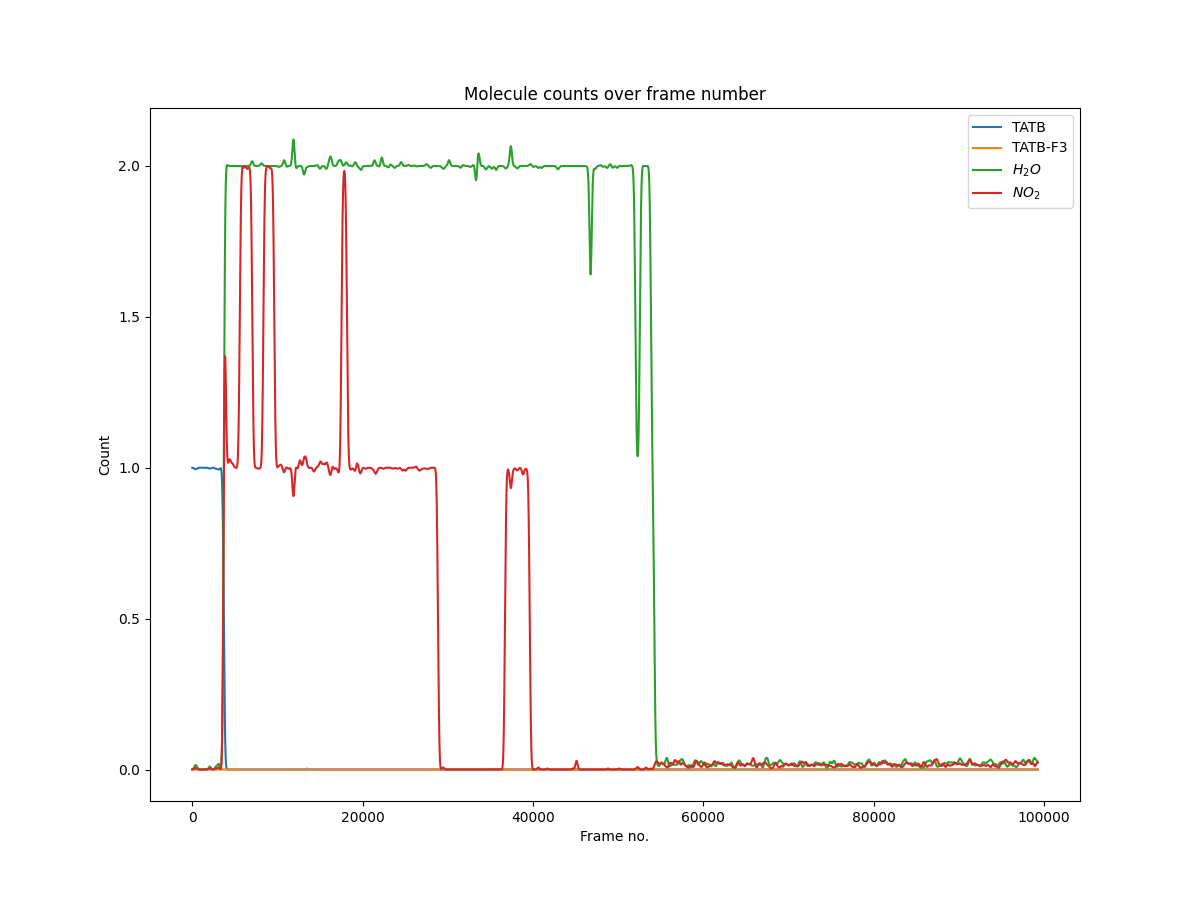 Molecule counts over frame number
TATB
TATB-F3
H₂O
NO₂
2.0
1.5
1.0
0.5
0.0
Count
0
20000
40000
60000
80000
100000
Frame no.